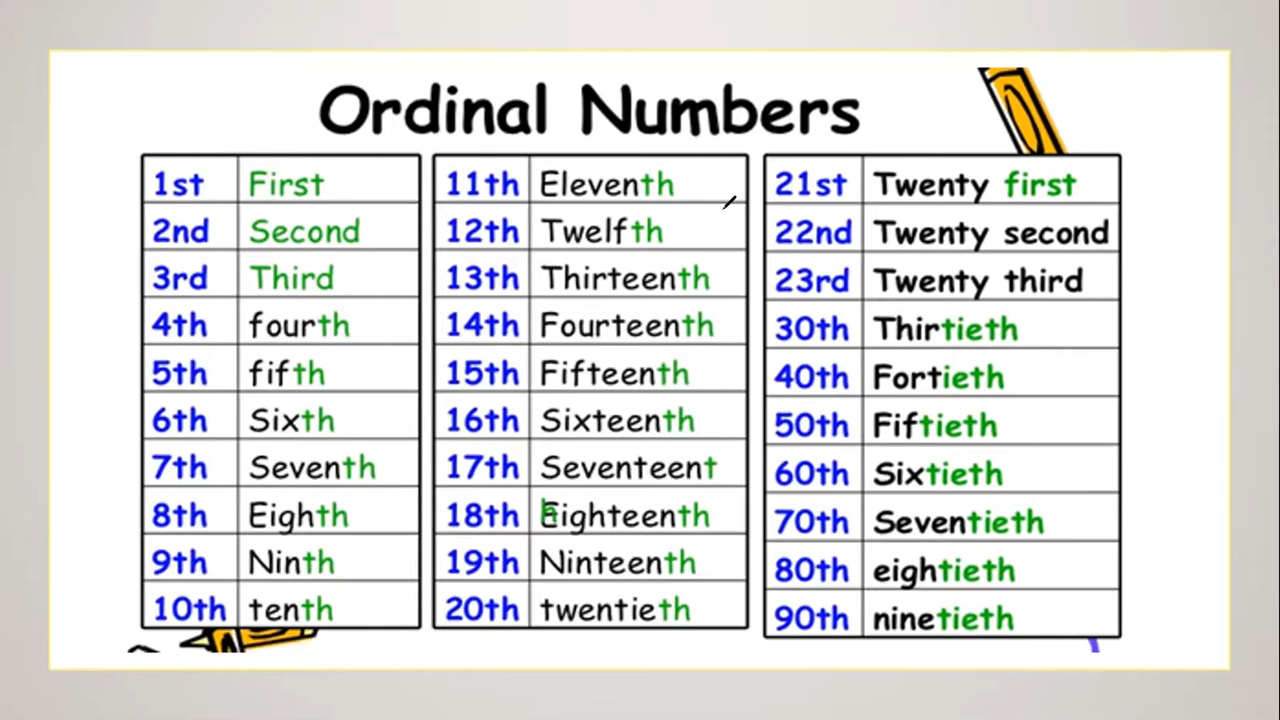 Ordinal Numbers
1st First
2nd Second
3rd Third
4th fourth
5th fifth
6th Sixth
7th Seventh
8th Eighth
9th Ninth
10th tenth
11th Eleventh
12th Twelfth
13th Thirteenth
14th Fourteenth
15th Fifteenth
16th Sixteenth
17th Seventeent
h
18th Eighteenth
19th Ninteenth
20th twentieth
21st Twenty first
22nd Twenty second
23rd Twenty third
30th Thirtieth
40th Fortieth
50th Fiftieth
60th Sixtieth
70th Seventieth
80th eightieth
90th ninetieth